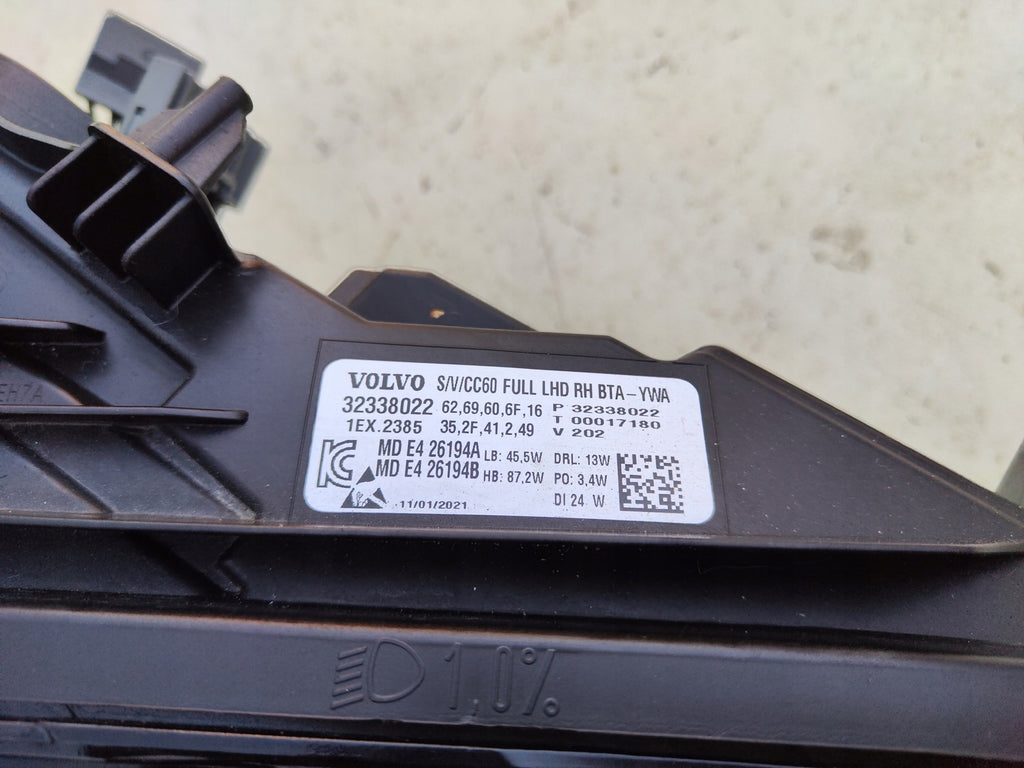 VOLVO S/V/CC60 FULL LHD RH BTA-YWA
32338022 62,69,60,6F,16 P 32338022
1EX.2385 35,2F,41,2,49 T 00017180
V 202
MD E4 26194A LB: 45,5W DRL: 13W
MD E4 26194B HB: 87,2W PO: 3,4W
DI 24 W
11/01/2021
1,0%